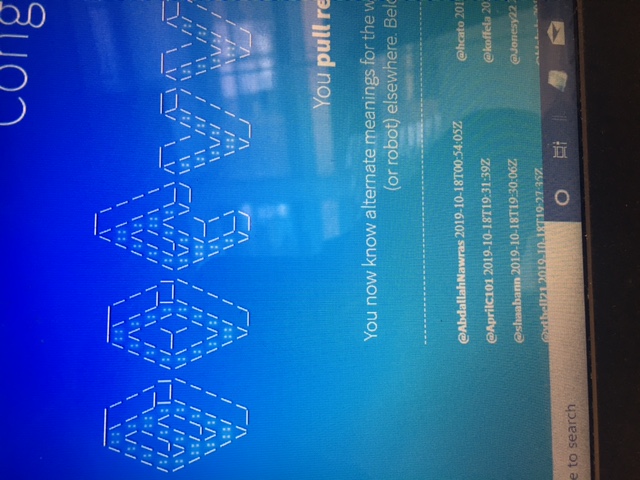 Cong
You pull re
You now know alternate meanings for the w
(or robot) elsewhere. Belo
@AbdallahNawras 2019-10-18T00:54:05Z
@AprilC101 2019-10-18T19:31:39Z
@shaabann 2019-10-18T19:30:06Z
2019-10-18T19:27:35Z
@bcato 201
@koffela 20
@Jonesy22
e to search